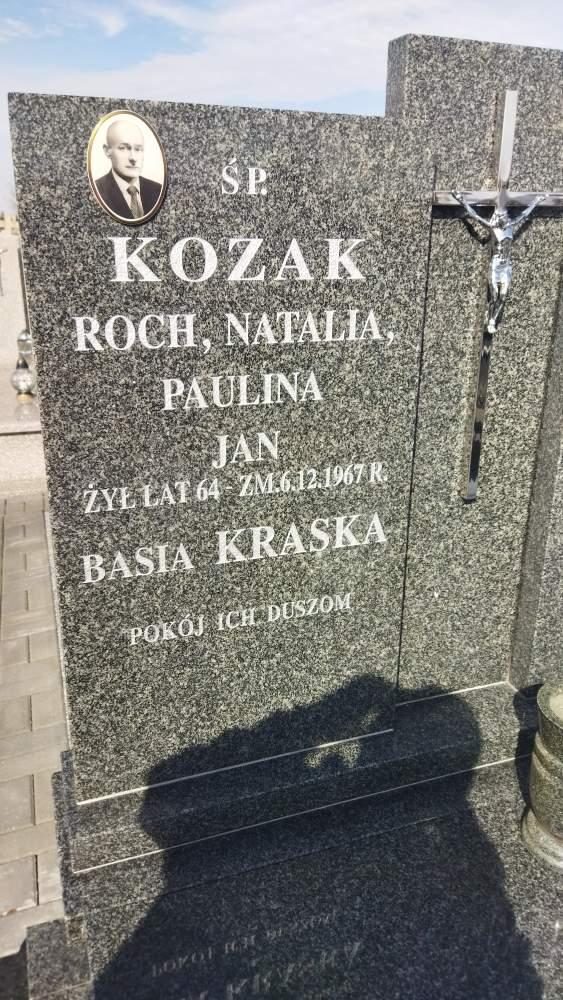 ŚP.
KOZAK
ROCH, NATALIA,
PAULINA
JAN
ŻYŁ LAT 64 - ZM.6.12.1967 R.
BASIA KRASKA
POKÓJ ICH DUSZOM